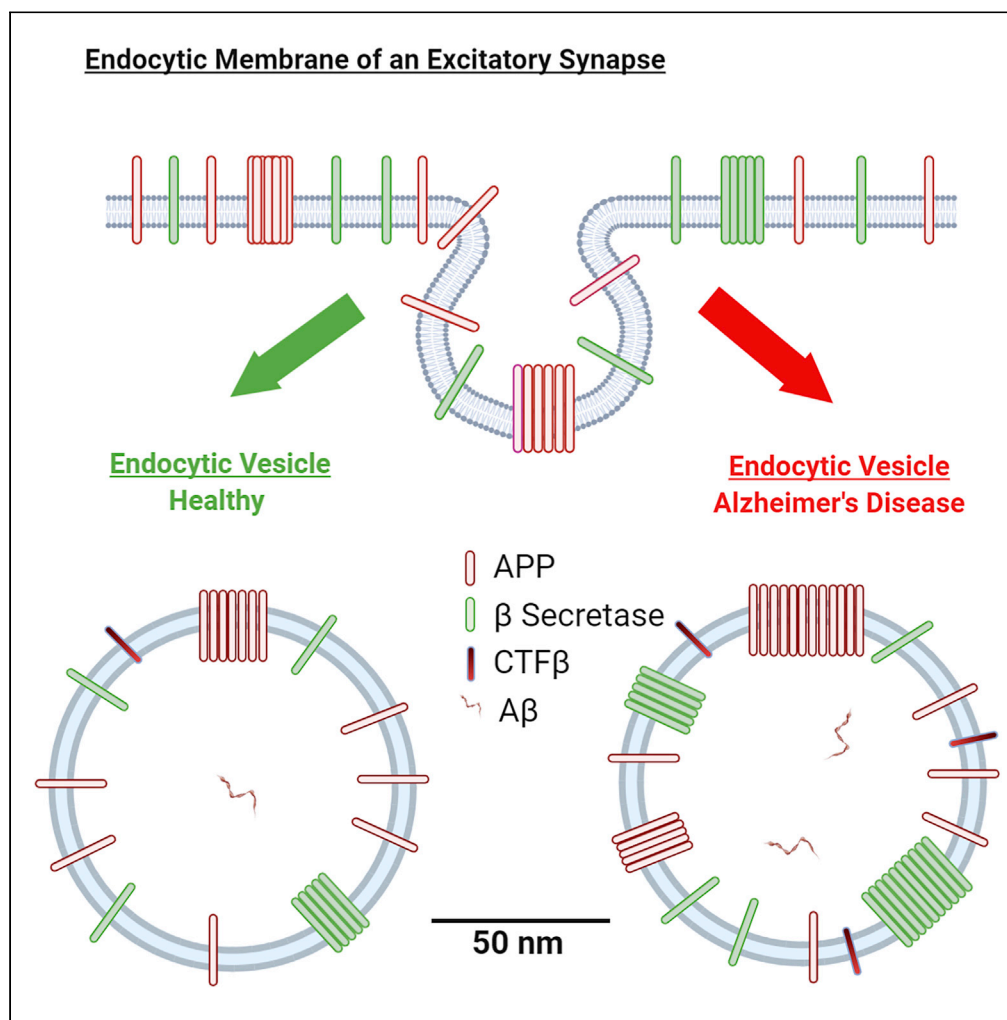 Endocytic Membrane of an Excitatory Synapse
Endocytic Vesicle
Healthy
Endocytic Vesicle
Alzheimer's Disease
APP
β Secretase
CTFβ
Aβ
50 nm